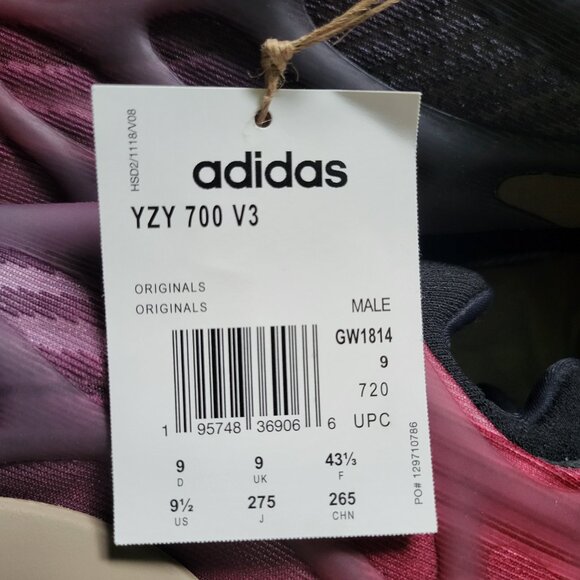 HSD2/1118/V08
adidas
YZY 700 V3
ORIGINALS
ORIGINALS MALE
GW1814
9
720
1 95748 36906 6 UPC
9 9 43⅓
D UK F
9½ 275 265
US J CHN
PO# 129710786